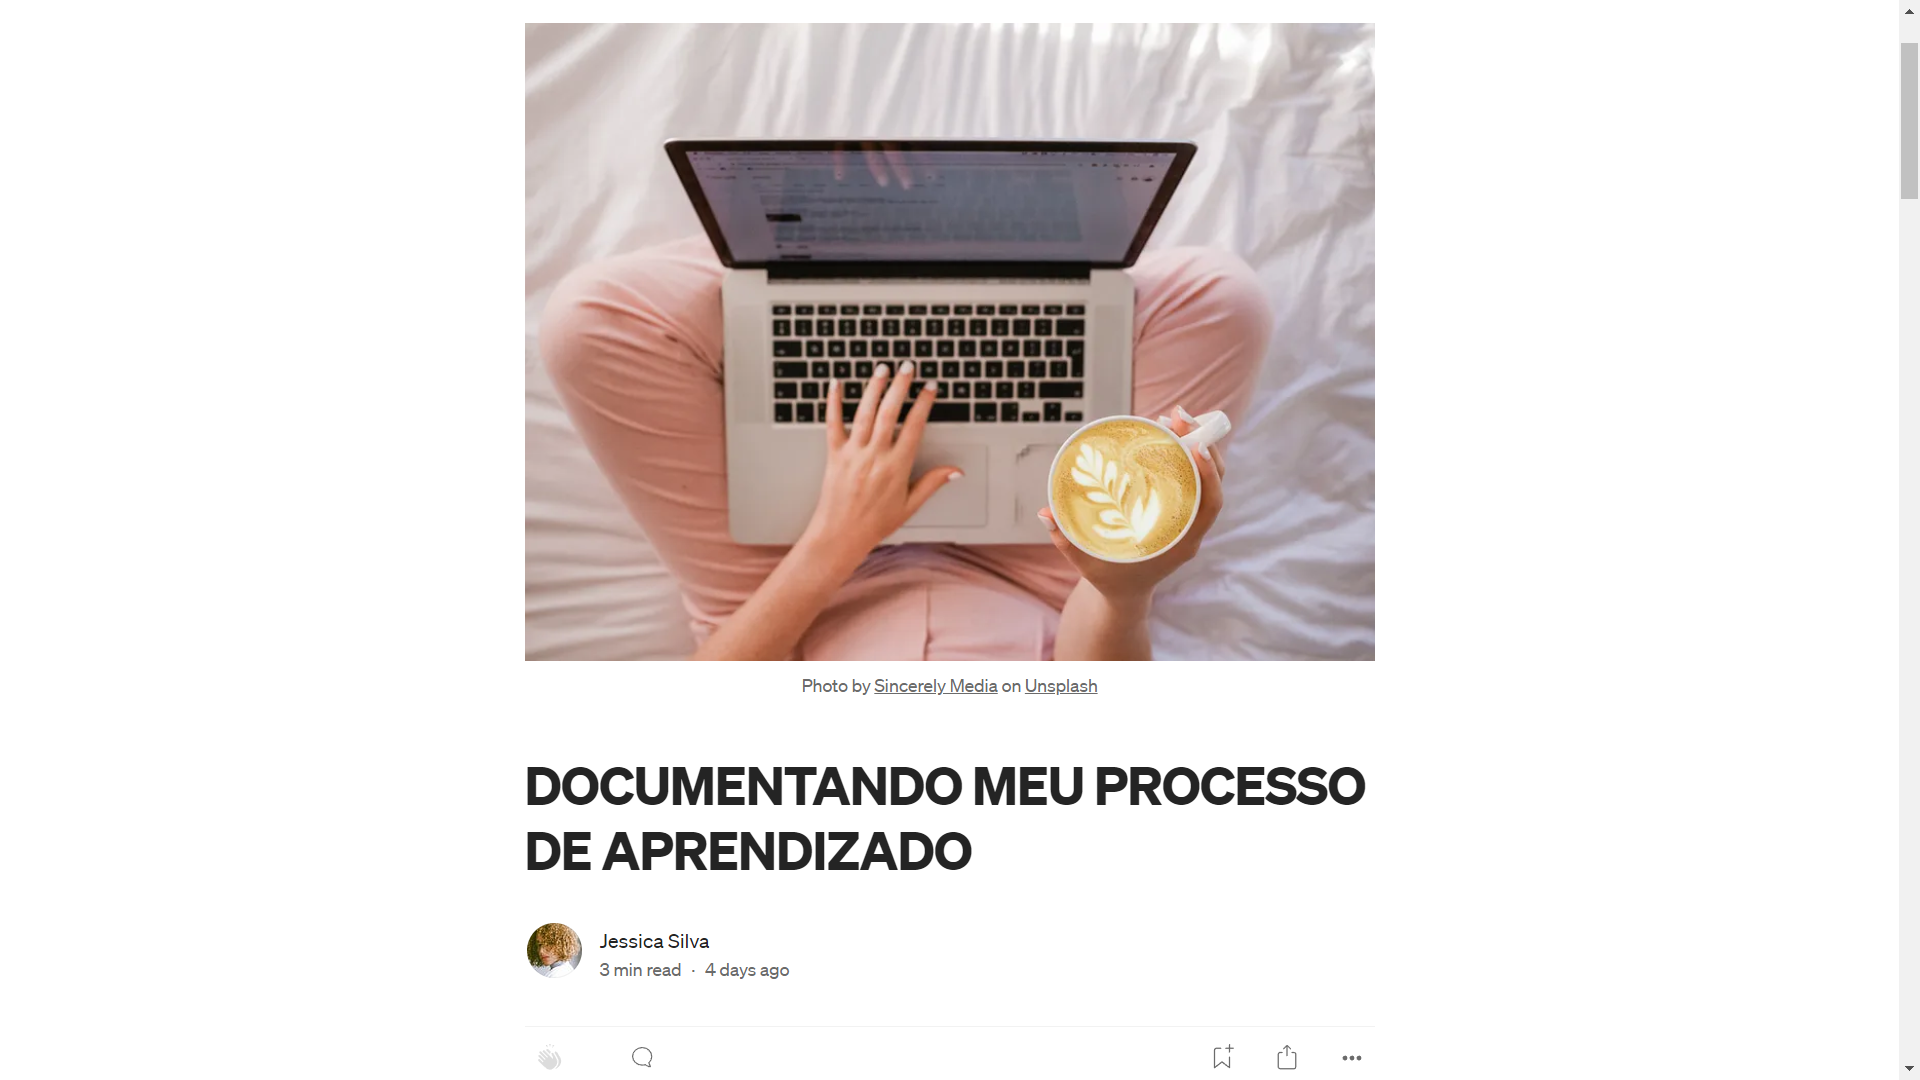 Photo by Sincerely Media on Unsplash
DOCUMENTANDO MEU PROCESSO
DE APRENDIZADO
Jessica Silva
3 min read · 4 days ago